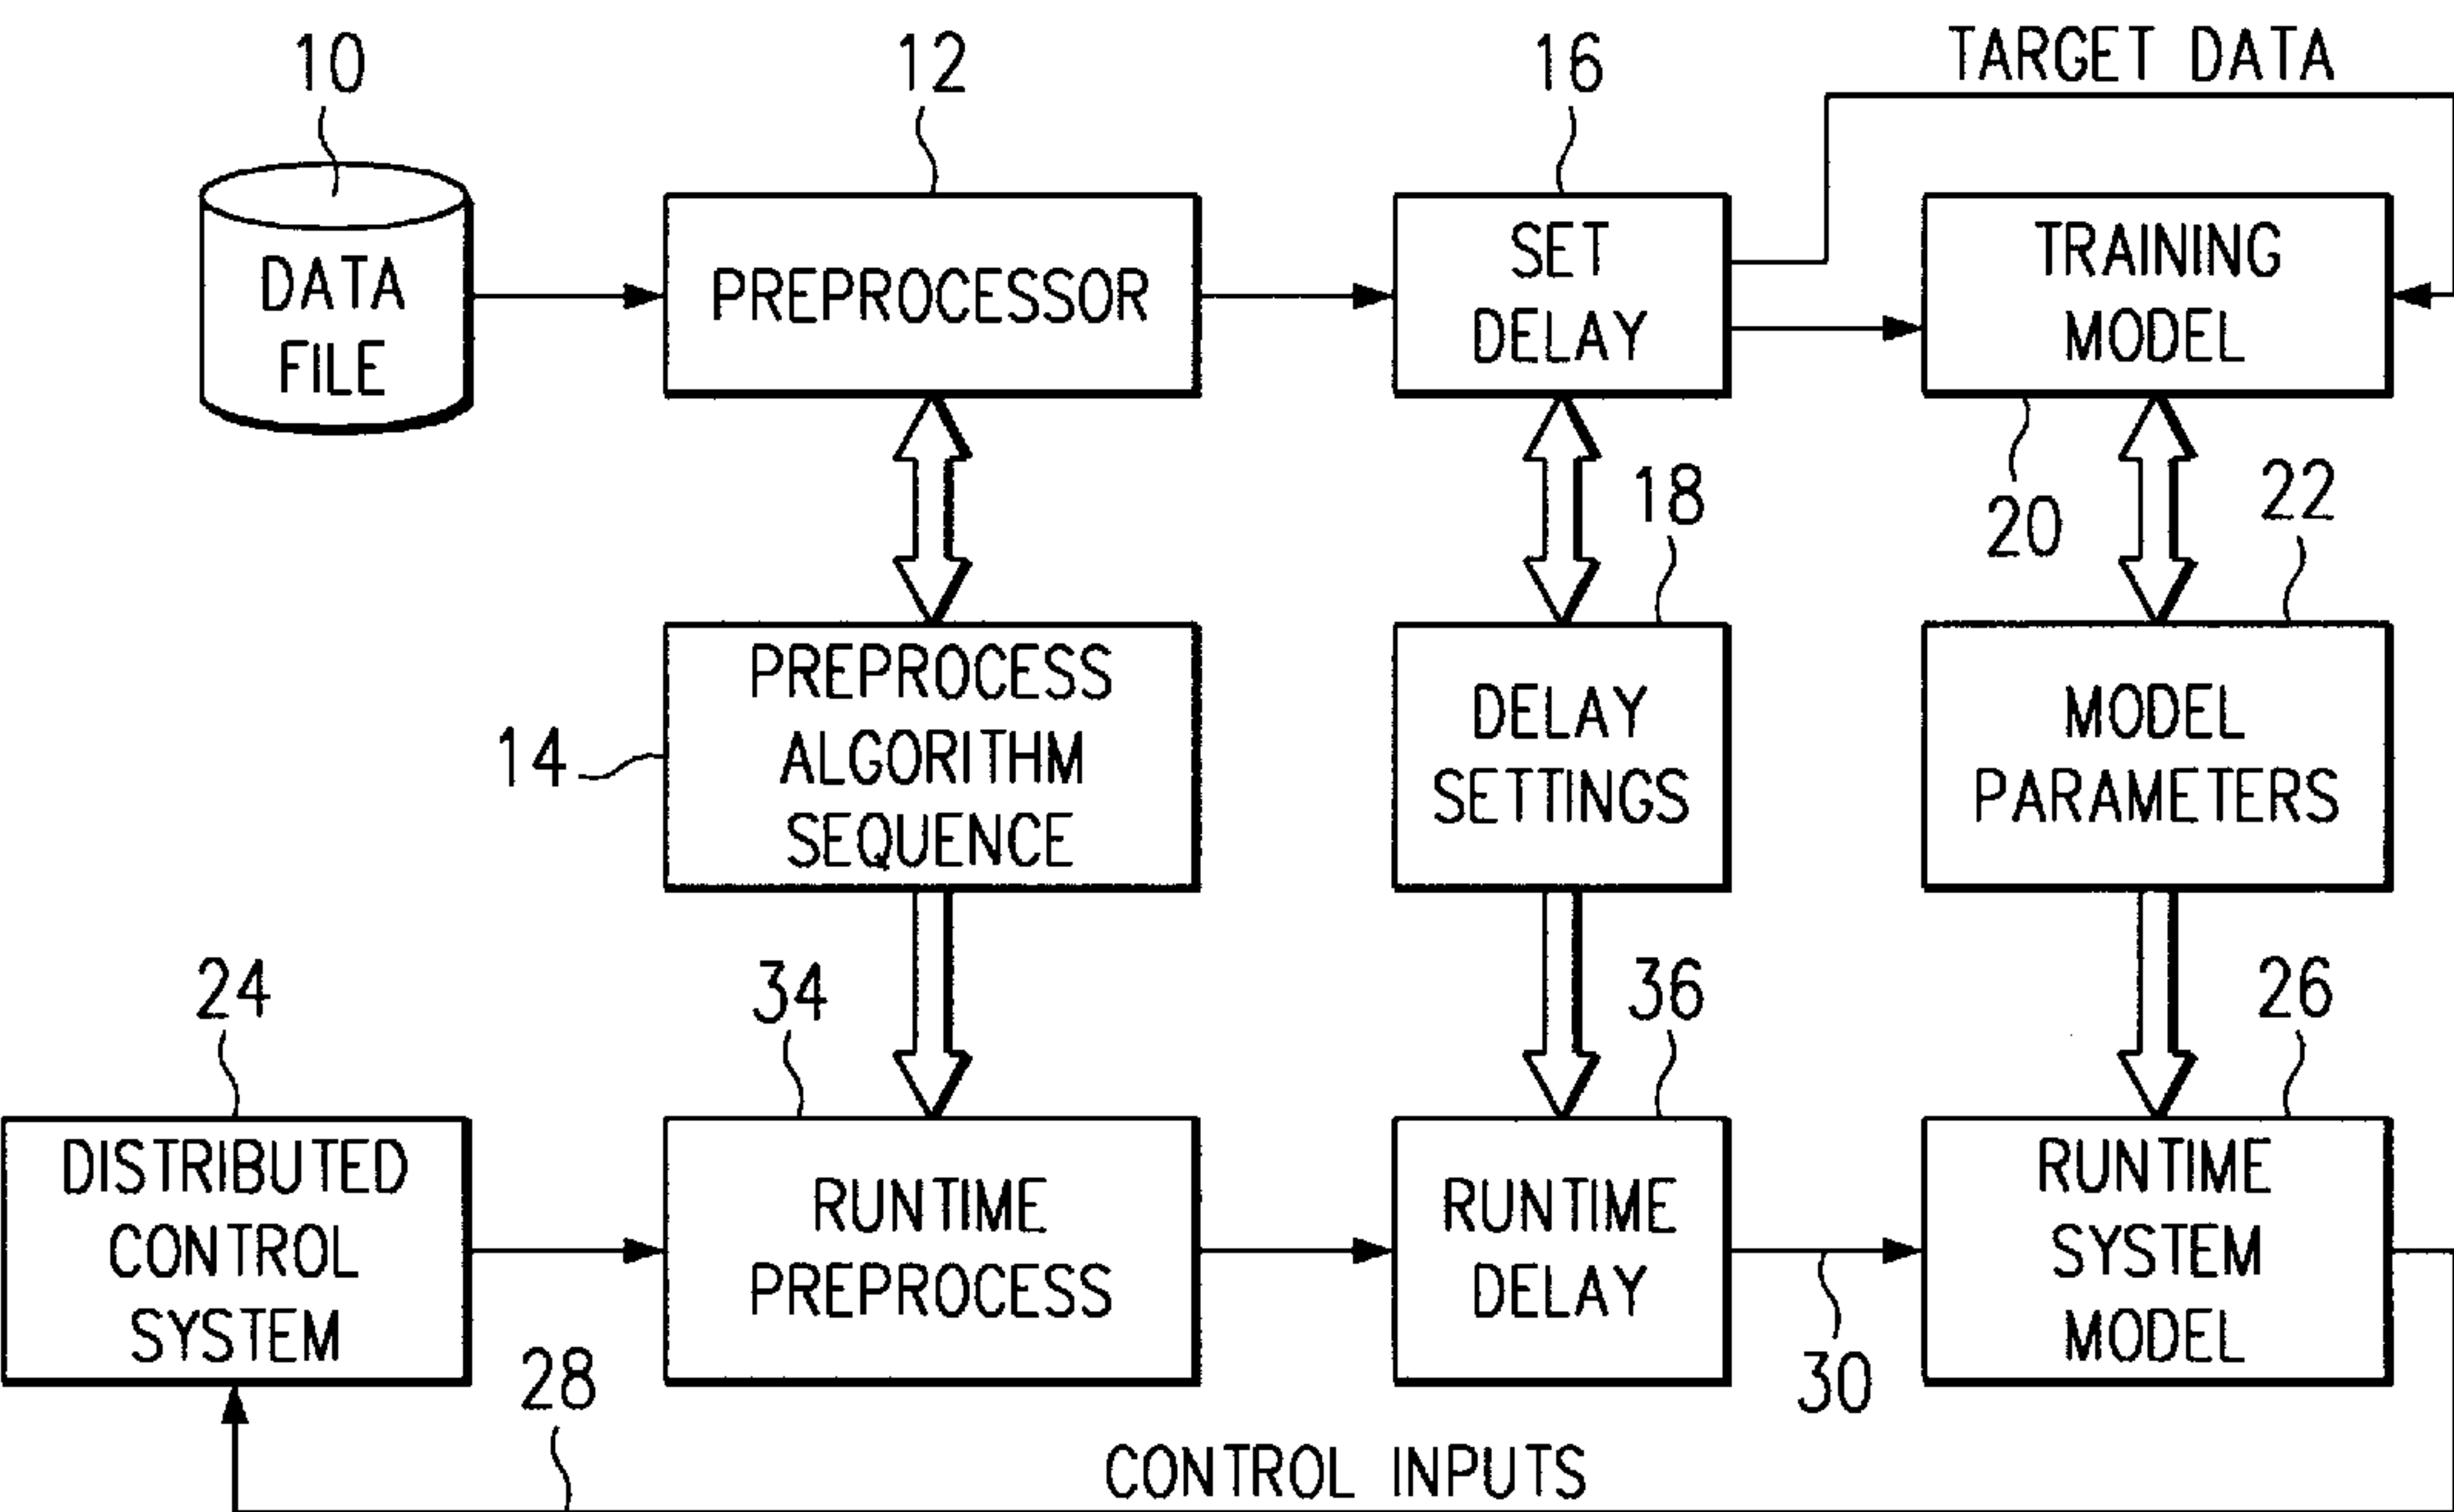 10
12
16
TARGET DATA
DATA
FILE
PREPROCESSOR
SET
DELAY
TRAINING
MODEL
18
20
22
14
PREPROCESS
ALGORITHM
SEQUENCE
DELAY
SETTINGS
MODEL
PARAMETERS
24
34
36
26
DISTRIBUTED
CONTROL
SYSTEM
RUNTIME
PREPROCESS
RUNTIME
DELAY
RUNTIME
SYSTEM
MODEL
28
30
CONTROL INPUTS